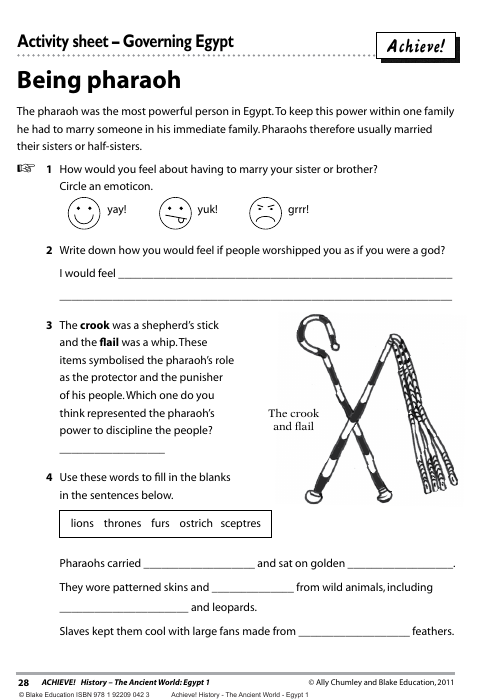 Activity sheet – Governing Egypt
Achieve!
Being pharaoh
The pharaoh was the most powerful person in Egypt. To keep this power within one family
he had to marry someone in his immediate family. Pharaohs therefore usually married
their sisters or half-sisters.
1 How would you feel about having to marry your sister or brother?
Circle an emoticon.
yay! yuk! grrr!
2 Write down how you would feel if people worshipped you as if you were a god?
I would feel ______________________________
______________________________
3 The crook was a shepherd's stick
and the flail was a whip. These
items symbolised the pharaoh's role
as the protector and the punisher
of his people. Which one do you
think represented the pharaoh's
power to discipline the people?
____________________
The crook
and flail
4 Use these words to fill in the blanks
in the sentences below.
lions thrones furs ostrich sceptres
Pharaohs carried ____________________ and sat on golden ____________________.
They wore patterned skins and _______________ from wild animals, including
________________________ and leopards.
Slaves kept them cool with large fans made from ____________________ feathers.
28 ACHIEVE! History – The Ancient World: Egypt 1 © Ally Chumley and Blake Education, 2011
© Blake Education ISBN 978 1 92209 042 3 Achieve! History - The Ancient World - Egypt 1